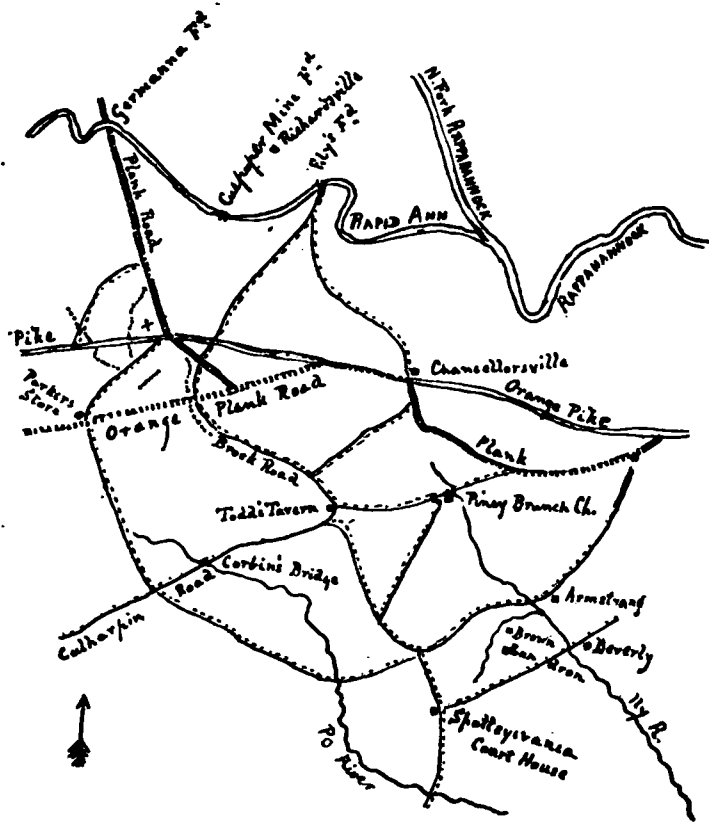 Germanna Fd
Culpeper Mine Fd
Richardsville
Ely's Fd
N. Fork RAPPAHANNOCK
Plank Road
RAPID ANN
RAPPAHANNOCK
Pike
Chancellorsville
Orange Pike
Parkers
Store
Orange
Plank Road
Plank
Brock Road
Todd's Tavern
Piney Branch Ch.
Corbin's Bridge
Catharpin Road
Armstrong
Brown
Beverly
Ny R.
Spottsylvania
Court House
Po River